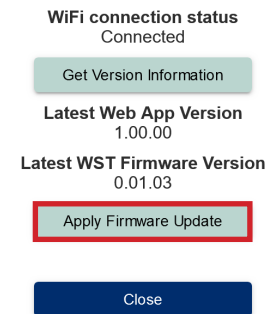 WiFi connection status
Connected
Get Version Information
Latest Web App Version
1.00.00
Latest WST Firmware Version
0.01.03
Apply Firmware Update
Close